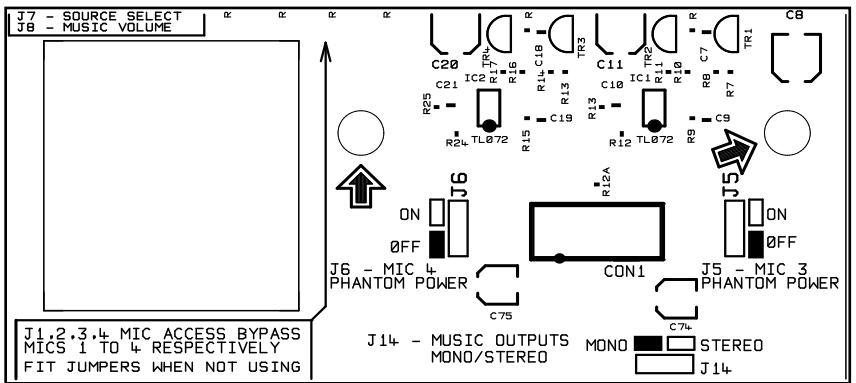 J7 - SOURCE SELECT
J8 - MUSIC VOLUME
R R R R R R
C20
TR4
C18
TR3
C11
TR2
C7
TR1
C8
R17
R16
R14
R13
IC2
C21
R25
R24
TL072
R15
C19
R11
R10
R8
R7
IC1
C10
R13
R12
TL072
R9
C9
R12A
J6
ON
ØFF
J6 - MIC 4
PHANTOM POWER
C75
CON1
J5
ON
ØFF
J5 - MIC 3
PHANTOM POWER
C74
J1,2,3,4 MIC ACCESS BYPASS
MICS 1 TO 4 RESPECTIVELY
FIT JUMPERS WHEN NOT USING
J14 - MUSIC OUTPUTS
MONO/STEREO
MONO STEREO
J14